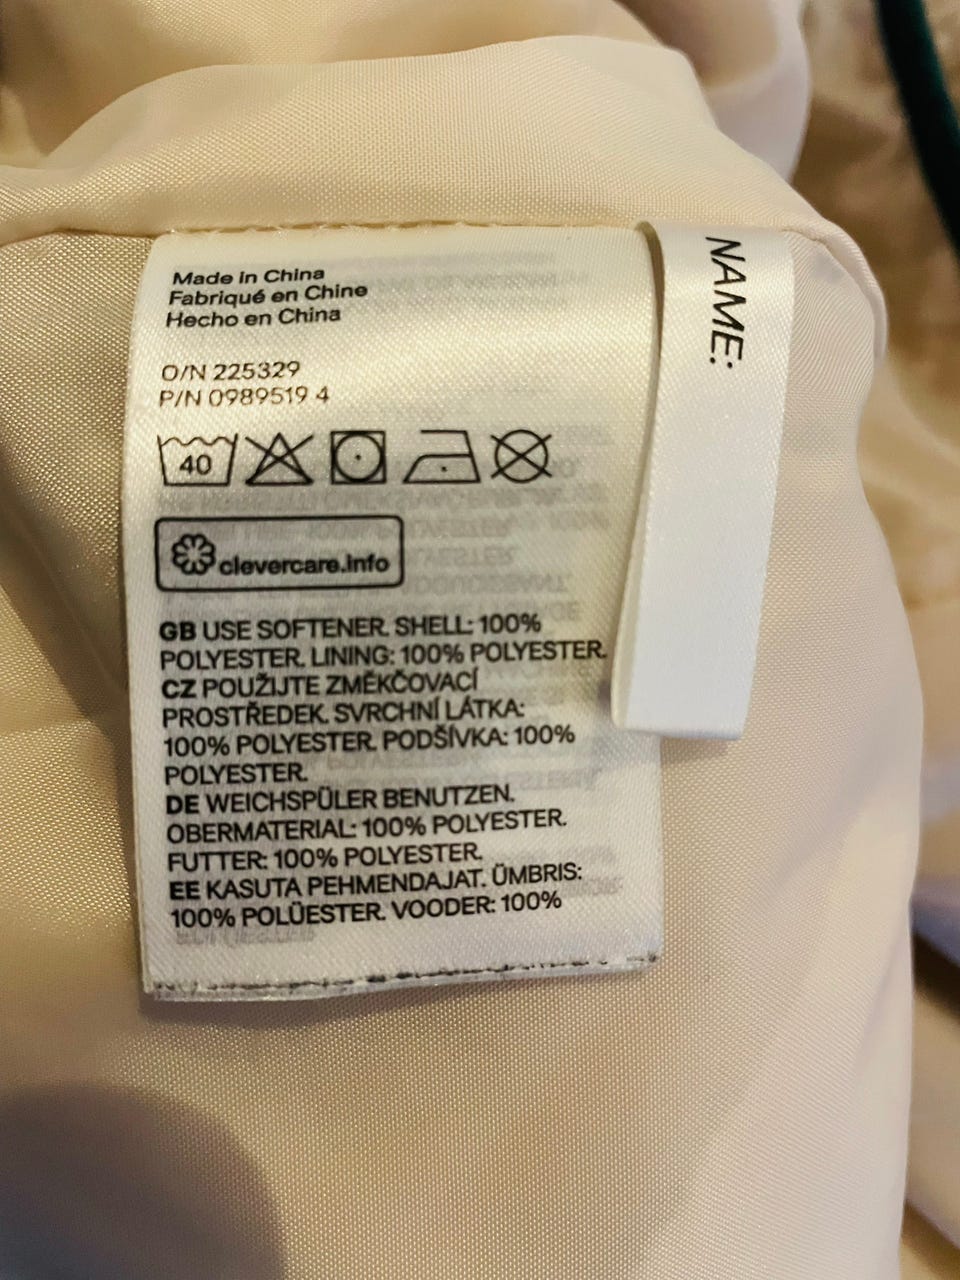 Made in China
Fabriqué en Chine
Hecho en China
O/N 225329
P/N 0989519 4
40
clevercare.info
GB USE SOFTENER. SHELL: 100%
POLYESTER. LINING: 100% POLYESTER.
CZ POUŽIJTE ZMĚKČOVACÍ
PROSTŘEDEK. SVRCHNÍ LÁTKA:
100% POLYESTER. PODŠÍVKA: 100%
POLYESTER.
DE WEICHSPÜLER BENUTZEN.
OBERMATERIAL: 100% POLYESTER.
FUTTER: 100% POLYESTER.
EE KASUTA PEHMENDAJAT. ÜMBRIS:
100% POLÜESTER. VOODER: 100%
NAME: